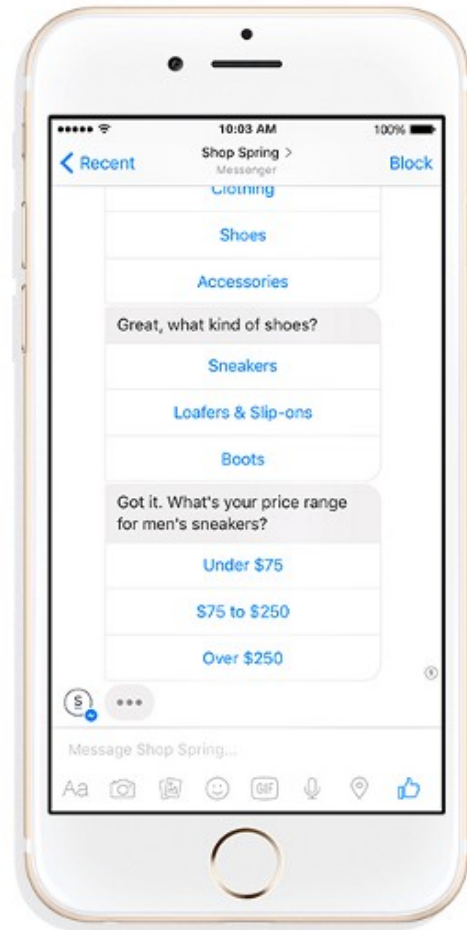 10:03 AM
100%
Recent
Shop Spring >
Messenger
Block
Clothing
Shoes
Accessories
Great, what kind of shoes?
Sneakers
Loafers & Slip-ons
Boots
Got it. What's your price range
for men's sneakers?
Under $75
$75 to $250
Over $250
S
Message Shop Spring...
Aa
GIF